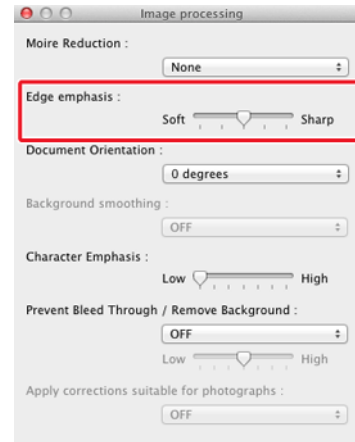 Image processing
Moire Reduction :
None
Edge emphasis :
Soft Sharp
Document Orientation :
0 degrees
Background smoothing :
OFF
Character Emphasis :
Low High
Prevent Bleed Through / Remove Background :
OFF
Low High
Apply corrections suitable for photographs :
OFF